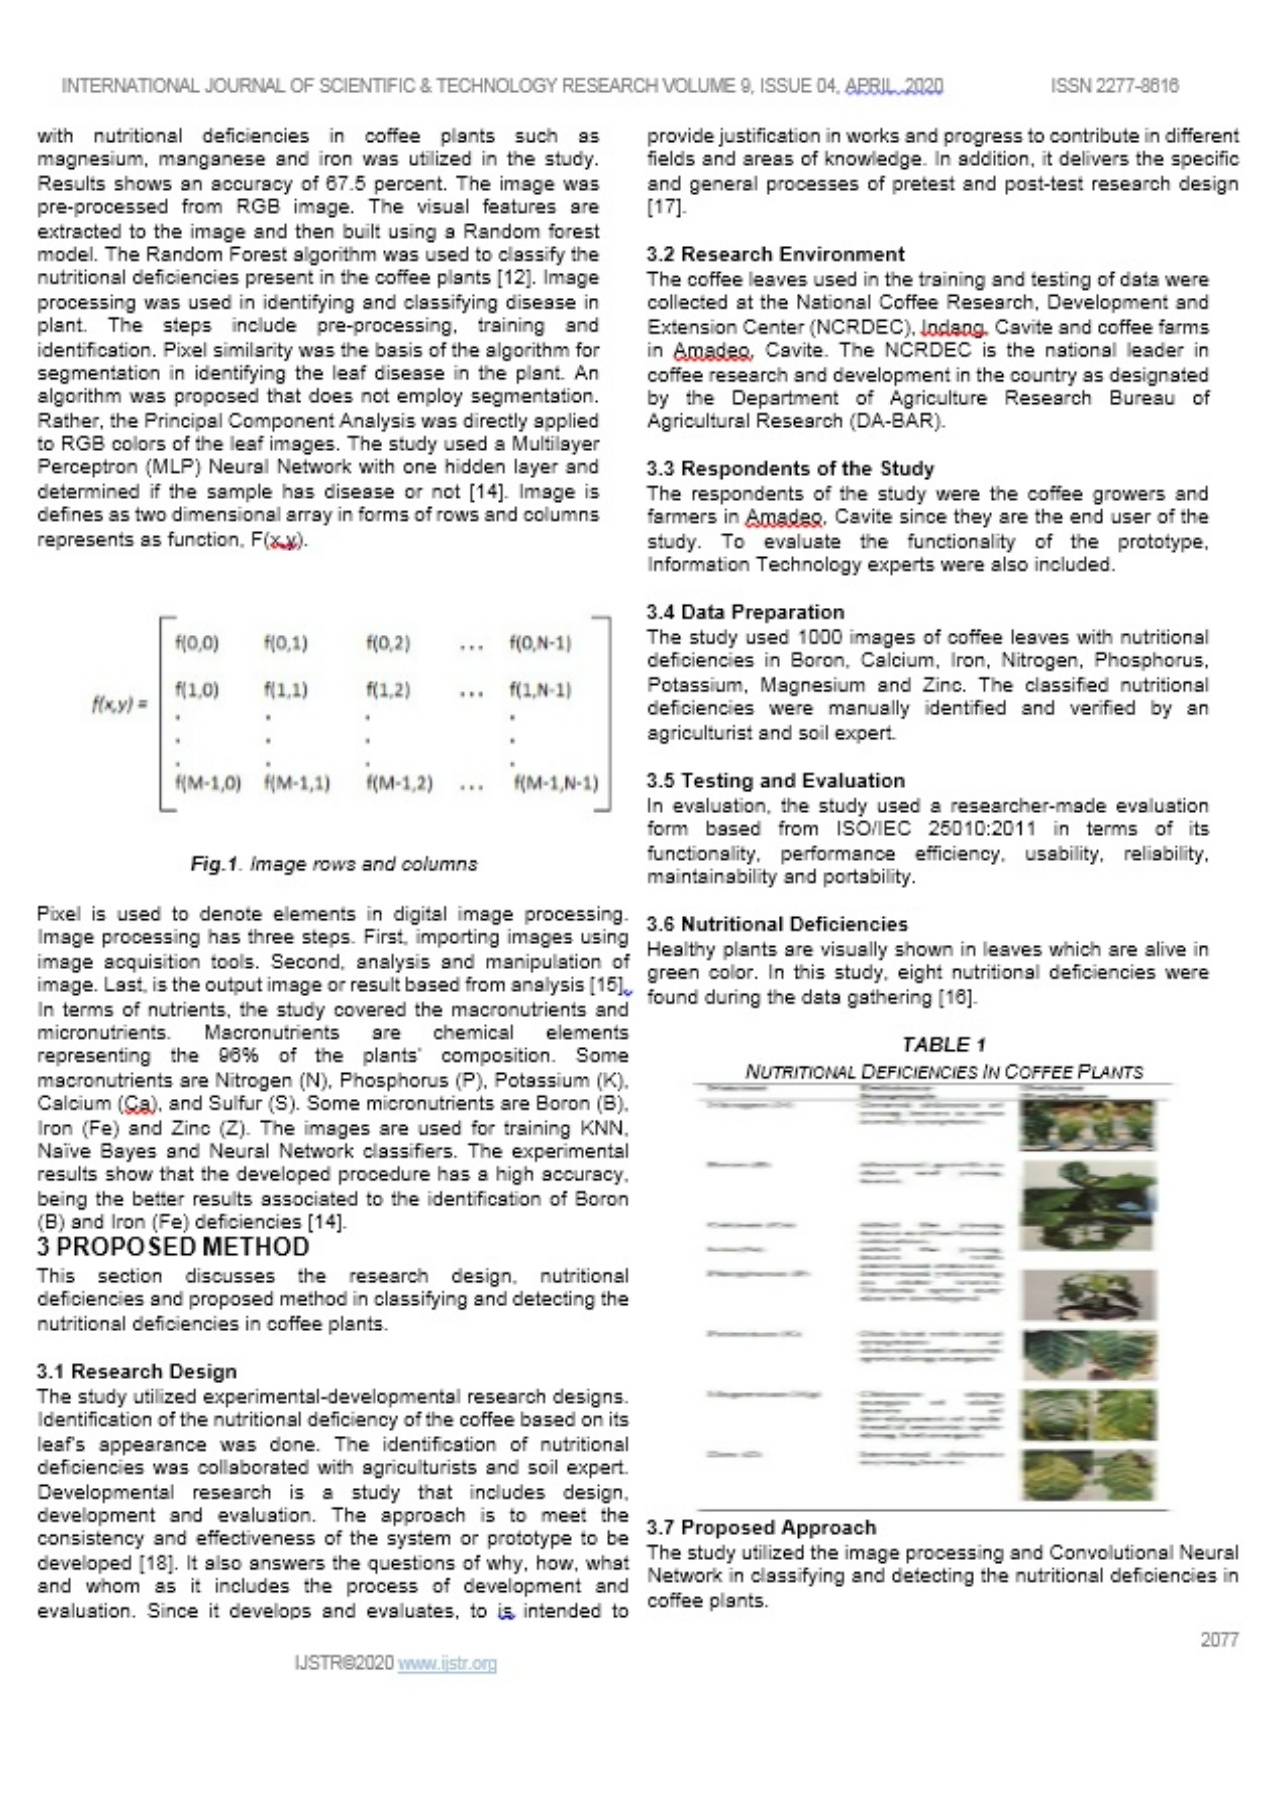 INTERNATIONAL JOURNAL OF SCIENTIFIC & TECHNOLOGY RESEARCH VOLUME 9, ISSUE 04, APRIL 2020 ISSN 2277-8616
with nutritional deficiencies in coffee plants such as
magnesium, manganese and iron was utilized in the study.
Results shows an accuracy of 67.5 percent. The image was
pre-processed from RGB image. The visual features are
extracted to the image and then built using a Random forest
model. The Random Forest algorithm was used to classify the
nutritional deficiencies present in the coffee plants [12]. Image
processing was used in identifying and classifying disease in
plant. The steps include pre-processing, training and
identification. Pixel similarity was the basis of the algorithm for
segmentation in identifying the leaf disease in the plant. An
algorithm was proposed that does not employ segmentation.
Rather, the Principal Component Analysis was directly applied
to RGB colors of the leaf images. The study used a Multilayer
Perceptron (MLP) Neural Network with one hidden layer and
determined if the sample has disease or not [14]. Image is
defines as two dimensional array in forms of rows and columns
represents as function, F(x,y).
f(0,0) f(0,1) f(0,2) ... f(0,N-1)
f(1,0) f(1,1) f(1,2) ... f(1,N-1)
f(x,y) =
. . . .
. . . .
. . . .
f(M-1,0) f(M-1,1) f(M-1,2) ... f(M-1,N-1)
Fig.1. Image rows and columns
Pixel is used to denote elements in digital image processing.
Image processing has three steps. First, importing images using
image acquisition tools. Second, analysis and manipulation of
image. Last, is the output image or result based from analysis [15].
In terms of nutrients, the study covered the macronutrients and
micronutrients. Macronutrients are chemical elements
representing the 96% of the plants' composition. Some
macronutrients are Nitrogen (N), Phosphorus (P), Potassium (K),
Calcium (Ca), and Sulfur (S). Some micronutrients are Boron (B),
Iron (Fe) and Zinc (Z). The images are used for training KNN,
Naïve Bayes and Neural Network classifiers. The experimental
results show that the developed procedure has a high accuracy,
being the better results associated to the identification of Boron
(B) and Iron (Fe) deficiencies [14].
3 PROPOSED METHOD
This section discusses the research design, nutritional
deficiencies and proposed method in classifying and detecting the
nutritional deficiencies in coffee plants.
3.1 Research Design
The study utilized experimental-developmental research designs.
Identification of the nutritional deficiency of the coffee based on its
leaf's appearance was done. The identification of nutritional
deficiencies was collaborated with agriculturists and soil expert.
Developmental research is a study that includes design,
development and evaluation. The approach is to meet the
consistency and effectiveness of the system or prototype to be
developed [18]. It also answers the questions of why, how, what
and whom as it includes the process of development and
evaluation. Since it develops and evaluates, to is intended to
provide justification in works and progress to contribute in different
fields and areas of knowledge. In addition, it delivers the specific
and general processes of pretest and post-test research design
[17].
3.2 Research Environment
The coffee leaves used in the training and testing of data were
collected at the National Coffee Research, Development and
Extension Center (NCRDEC), Indang, Cavite and coffee farms
in Amadeo, Cavite. The NCRDEC is the national leader in
coffee research and development in the country as designated
by the Department of Agriculture Research Bureau of
Agricultural Research (DA-BAR).
3.3 Respondents of the Study
The respondents of the study were the coffee growers and
farmers in Amadeo, Cavite since they are the end user of the
study. To evaluate the functionality of the prototype,
Information Technology experts were also included.
3.4 Data Preparation
The study used 1000 images of coffee leaves with nutritional
deficiencies in Boron, Calcium, Iron, Nitrogen, Phosphorus,
Potassium, Magnesium and Zinc. The classified nutritional
deficiencies were manually identified and verified by an
agriculturist and soil expert.
3.5 Testing and Evaluation
In evaluation, the study used a researcher-made evaluation
form based from ISO/IEC 25010:2011 in terms of its
functionality, performance efficiency, usability, reliability,
maintainability and portability.
3.6 Nutritional Deficiencies
Healthy plants are visually shown in leaves which are alive in
green color. In this study, eight nutritional deficiencies were
found during the data gathering [16].
TABLE 1
NUTRITIONAL DEFICIENCIES IN COFFEE PLANTS
3.7 Proposed Approach
The study utilized the image processing and Convolutional Neural
Network in classifying and detecting the nutritional deficiencies in
coffee plants.
2077
IJSTR©2020 www.ijstr.org